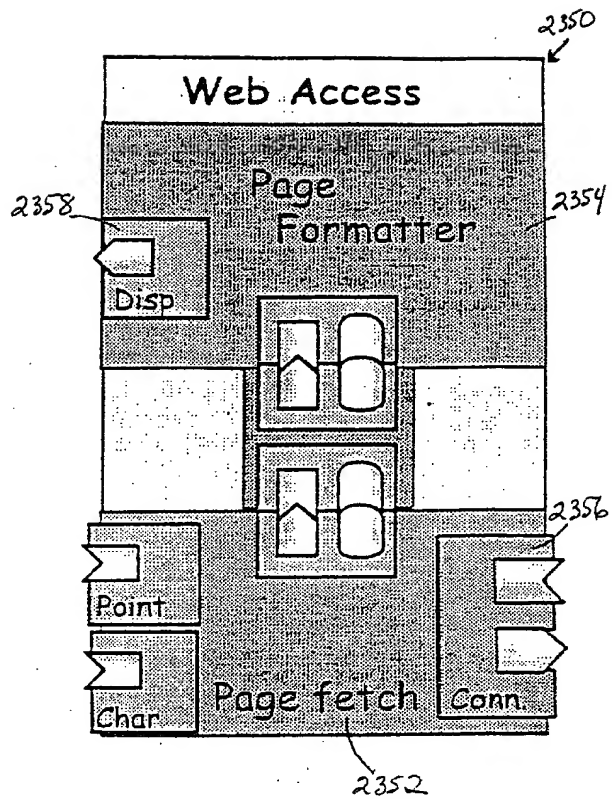 2350
Web Access
Page
Formatter
2358
2354
Disp
2356
Point
Char
Page fetch
Conn.
2352